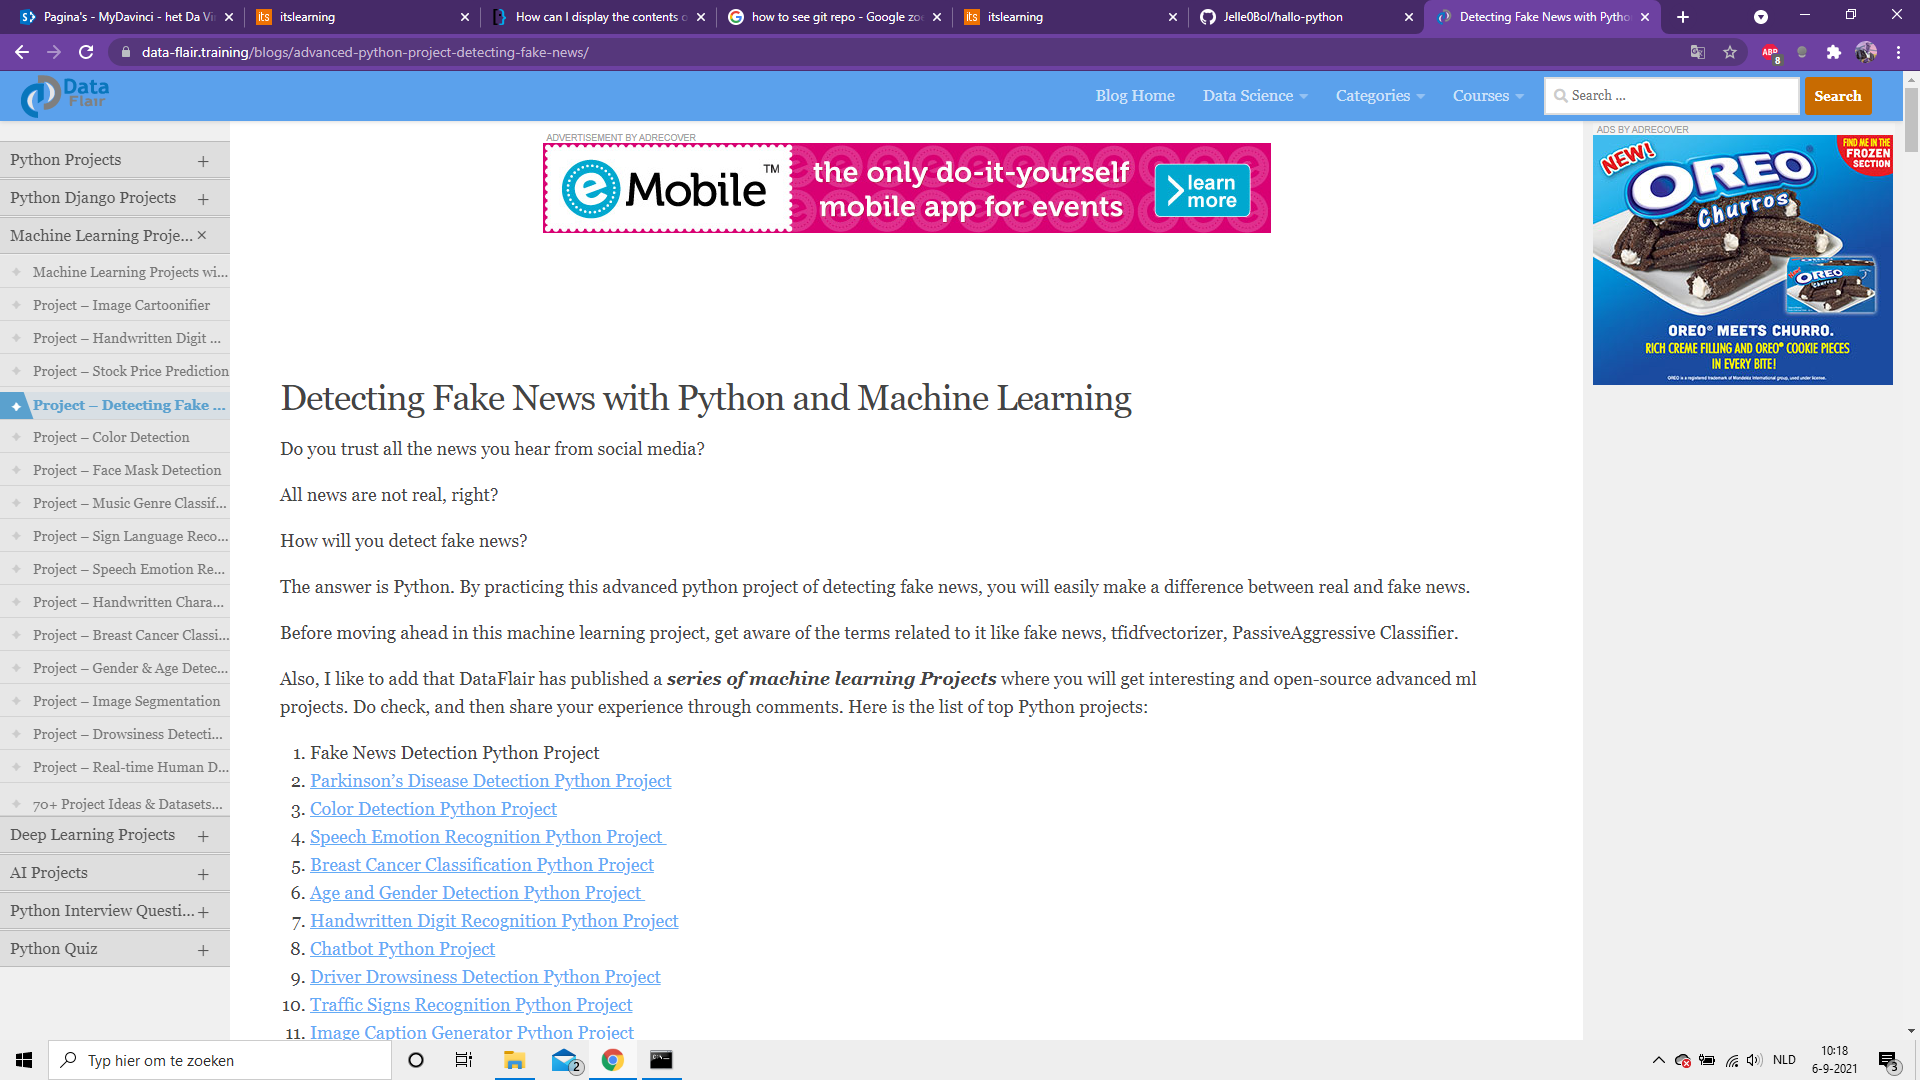 Pagina's - MyDavinci - het Da Vi
itslearning
How can I display the contents o
how to see git repo - Google zo
itslearning
Jelle0Bol/hallo-python
Detecting Fake News with Pytho
data-flair.training/blogs/advanced-python-project-detecting-fake-news/
ABP
8
Data
Flair
Blog Home
Data Science
Categories
Courses
Search ...
Search
ADVERTISEMENT BY ADRECOVER
e Mobile™
the only do-it-yourself
mobile app for events
learn
more
ADS BY ADRECOVER
NEW!
FIND ME IN THE
FROZEN
SECTION
OREO
Churros
OREO
Churros
OREO® MEETS CHURRO.
RICH CREME FILLING AND OREO® COOKIE PIECES
IN EVERY BITE!
OREO is a registered trademark of Mondelez International group, used under license.
Python Projects
Python Django Projects
Machine Learning Proje...
Machine Learning Projects wi...
Project – Image Cartoonifier
Project – Handwritten Digit ...
Project – Stock Price Prediction
Project – Detecting Fake ...
Project – Color Detection
Project – Face Mask Detection
Project – Music Genre Classif...
Project – Sign Language Reco...
Project – Speech Emotion Re...
Project – Handwritten Chara...
Project – Breast Cancer Classi...
Project – Gender & Age Detec...
Project – Image Segmentation
Project – Drowsiness Detecti...
Project – Real-time Human D...
70+ Project Ideas & Datasets...
Deep Learning Projects
AI Projects
Python Interview Questi...
Python Quiz
Detecting Fake News with Python and Machine Learning
Do you trust all the news you hear from social media?
All news are not real, right?
How will you detect fake news?
The answer is Python. By practicing this advanced python project of detecting fake news, you will easily make a difference between real and fake news.
Before moving ahead in this machine learning project, get aware of the terms related to it like fake news, tfidfvectorizer, PassiveAggressive Classifier.
Also, I like to add that DataFlair has published a series of machine learning Projects where you will get interesting and open-source advanced ml
projects. Do check, and then share your experience through comments. Here is the list of top Python projects:
1. Fake News Detection Python Project
2. Parkinson's Disease Detection Python Project
3. Color Detection Python Project
4. Speech Emotion Recognition Python Project
5. Breast Cancer Classification Python Project
6. Age and Gender Detection Python Project
7. Handwritten Digit Recognition Python Project
8. Chatbot Python Project
9. Driver Drowsiness Detection Python Project
10. Traffic Signs Recognition Python Project
11. Image Caption Generator Python Project
Typ hier om te zoeken
2
NLD
10:18
6-9-2021
3